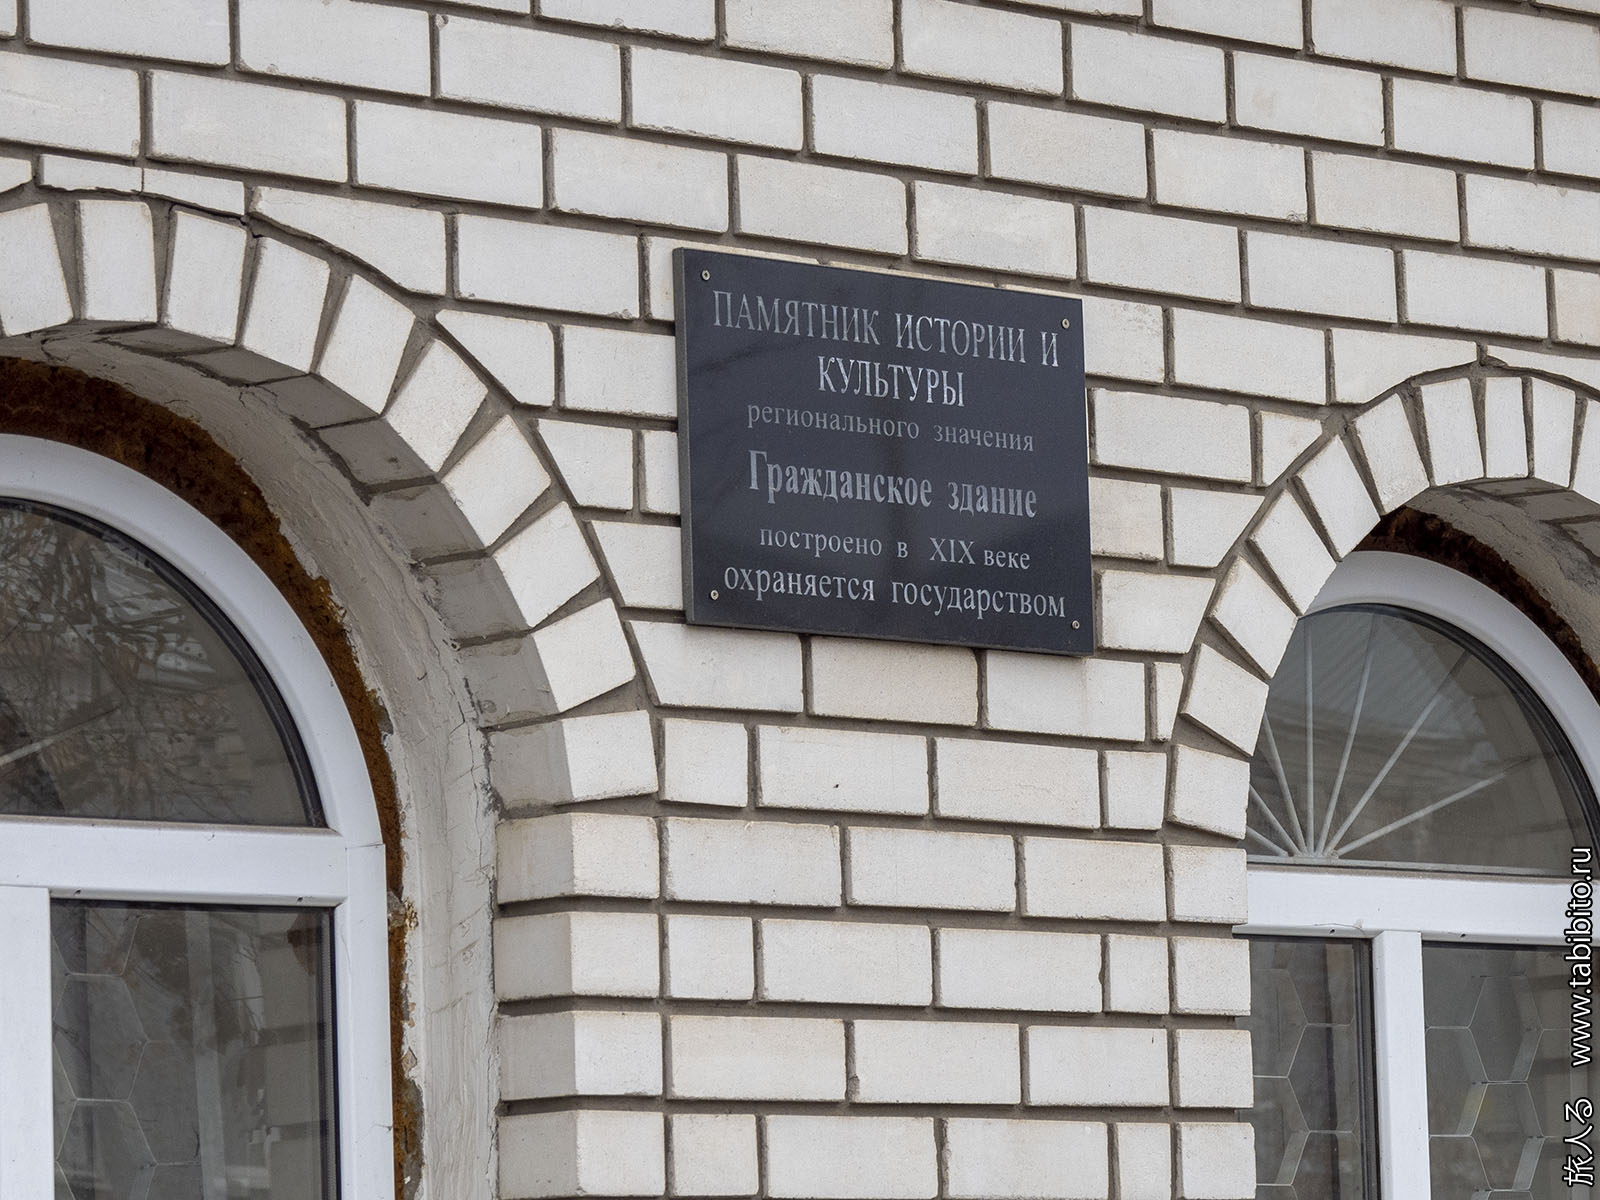 ПАМЯТНИК ИСТОРИИ И
КУЛЬТУРЫ
регионального значения
Гражданское здание
построено в XIX веке
охраняется государством
旅人る www.tabibito.ru